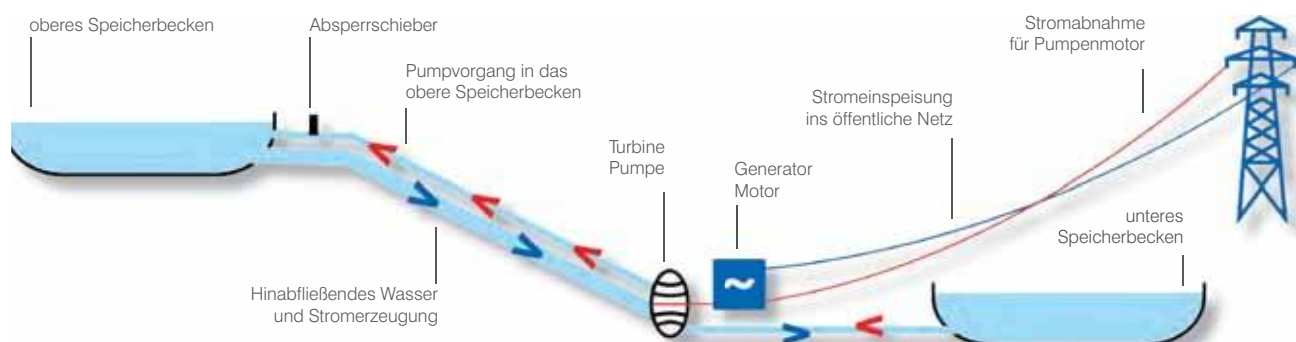 oberes Speicherbecken
Absperrschieber
Pumpvorgang in das
obere Speicherbecken
Stromabnahme
für Pumpenmotor
Stromeinspeisung
ins öffentliche Netz
Turbine
Pumpe
Generator
Motor
unteres
Speicherbecken
Hinabfließendes Wasser
und Stromerzeugung
~